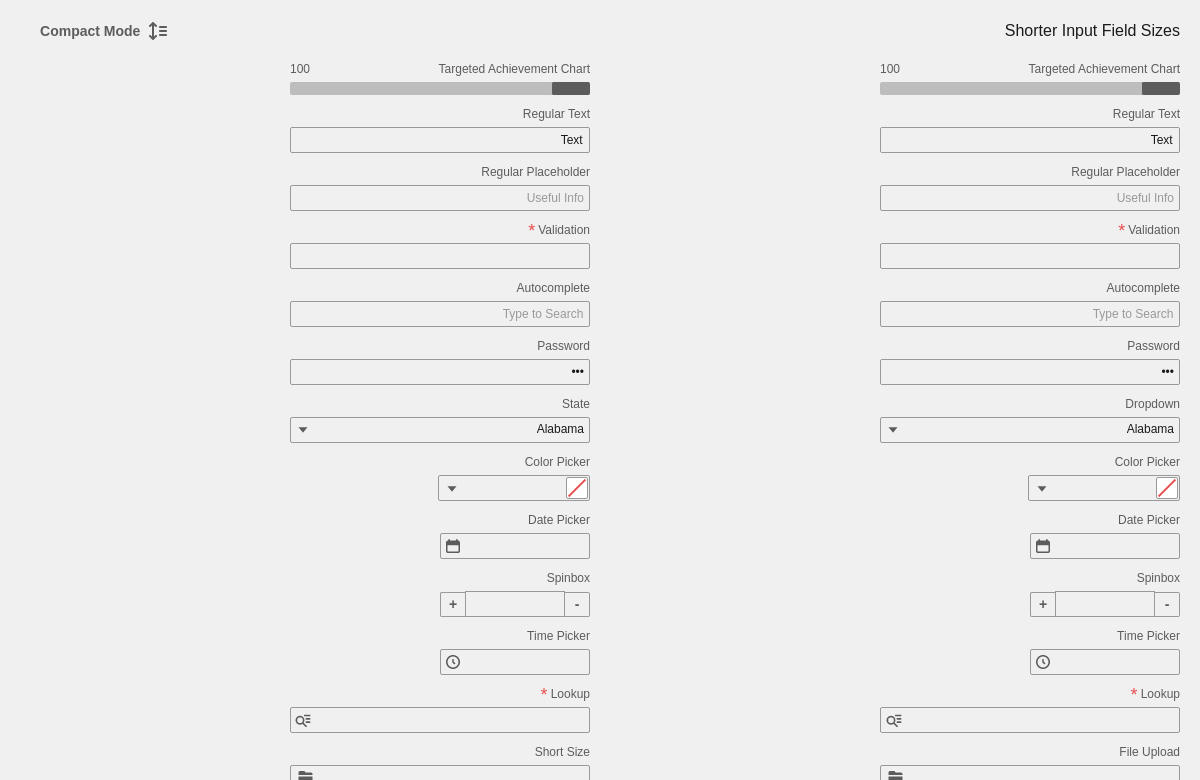 Shorter Input Field Sizes
Compact Mode
Targeted Achievement Chart 100
Regular Text
Text
Regular Placeholder
Useful Info
Validation *
Autocomplete
Type to Search
Password
•••
Dropdown
Alabama
Color Picker
Date Picker
Spinbox
- +
Time Picker
Lookup *
File Upload
Targeted Achievement Chart 100
Regular Text
Text
Regular Placeholder
Useful Info
Validation *
Autocomplete
Type to Search
Password
•••
State
Alabama
Color Picker
Date Picker
Spinbox
- +
Time Picker
Lookup *
Short Size